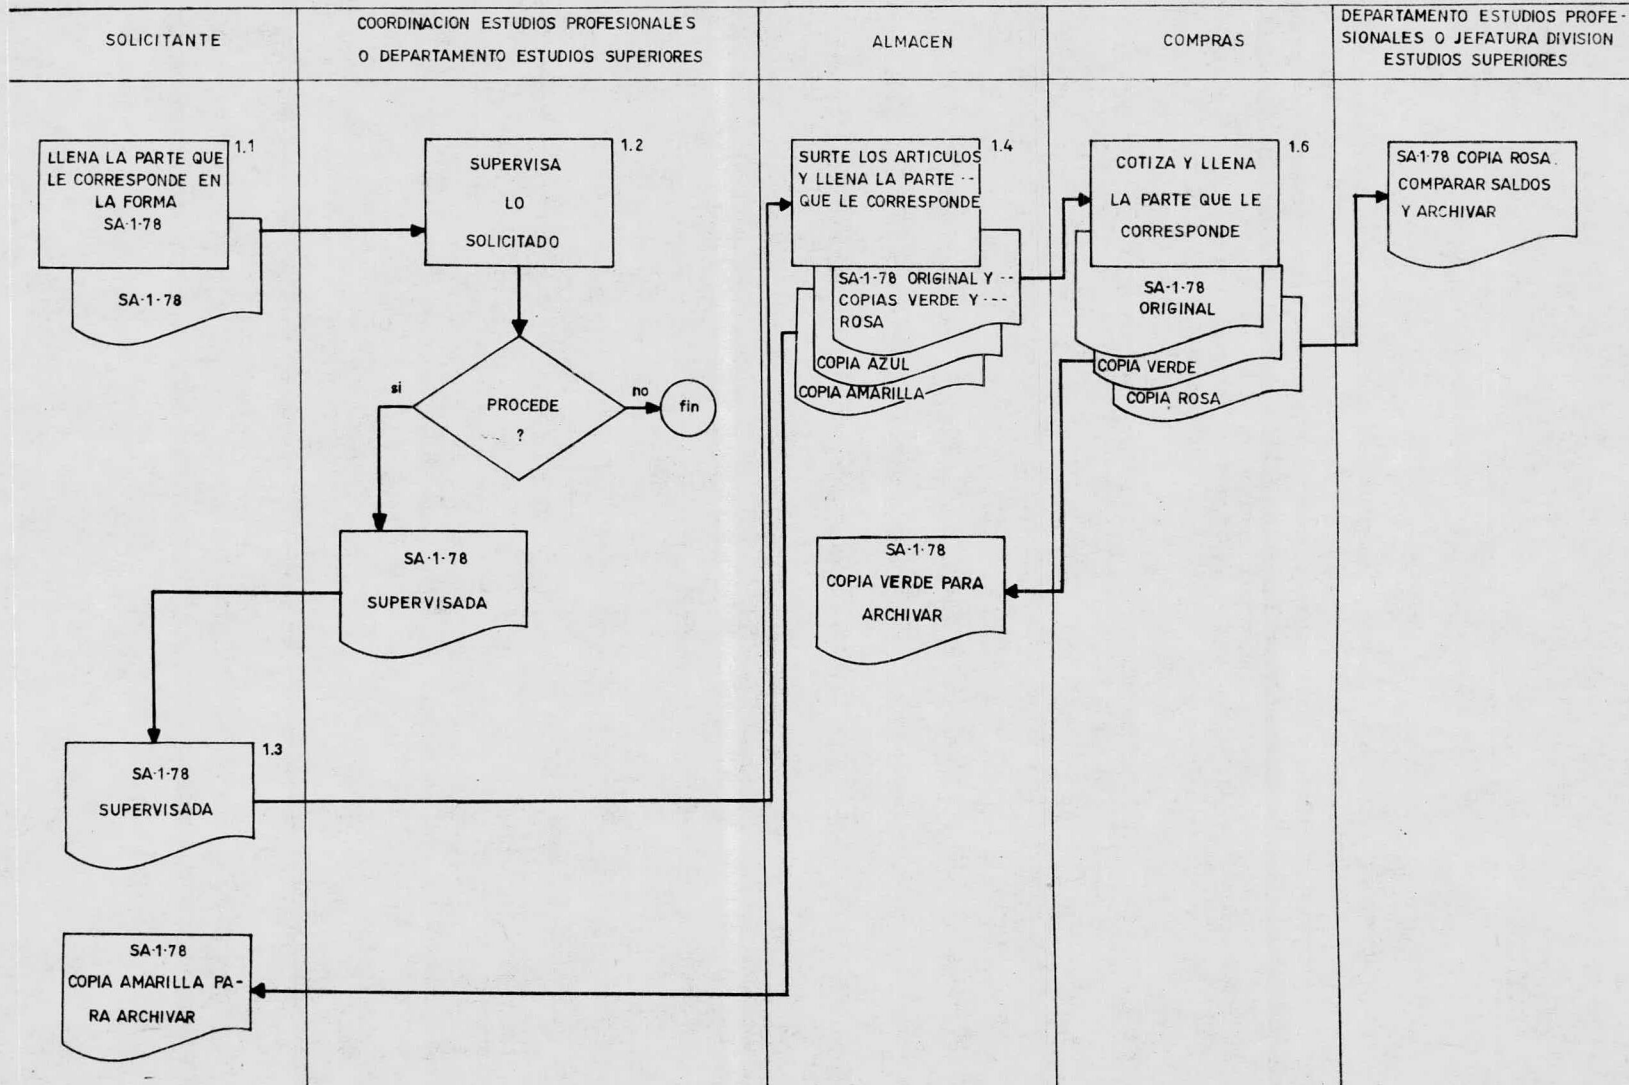 SOLICITANTE
COORDINACION ESTUDIOS PROFESIONALES
O DEPARTAMENTO ESTUDIOS SUPERIORES
ALMACEN
COMPRAS
DEPARTAMENTO ESTUDIOS PROFE-
SIONALES O JEFATURA DIVISION
ESTUDIOS SUPERIORES
1.1
LLENA LA PARTE QUE
LE CORRESPONDE EN
LA FORMA
SA-1-78
SA-1-78
1.2
SUPERVISA
LO
SOLICITADO
si
PROCEDE
?
no
fin
SA-1-78
SUPERVISADA
1.3
SA-1-78
SUPERVISADA
SA-1-78
COPIA AMARILLA PA-
RA ARCHIVAR
1.4
SURTE LOS ARTICULOS
Y LLENA LA PARTE --
QUE LE CORRESPONDE
SA-1-78 ORIGINAL Y --
COPIAS VERDE Y ---
ROSA
COPIA AZUL
COPIA AMARILLA
SA-1-78
COPIA VERDE PARA
ARCHIVAR
1.6
COTIZA Y LLENA
LA PARTE QUE LE
CORRESPONDE
SA-1-78
ORIGINAL
COPIA VERDE
COPIA ROSA
SA-1-78 COPIA ROSA.
COMPARAR SALDOS
Y ARCHIVAR